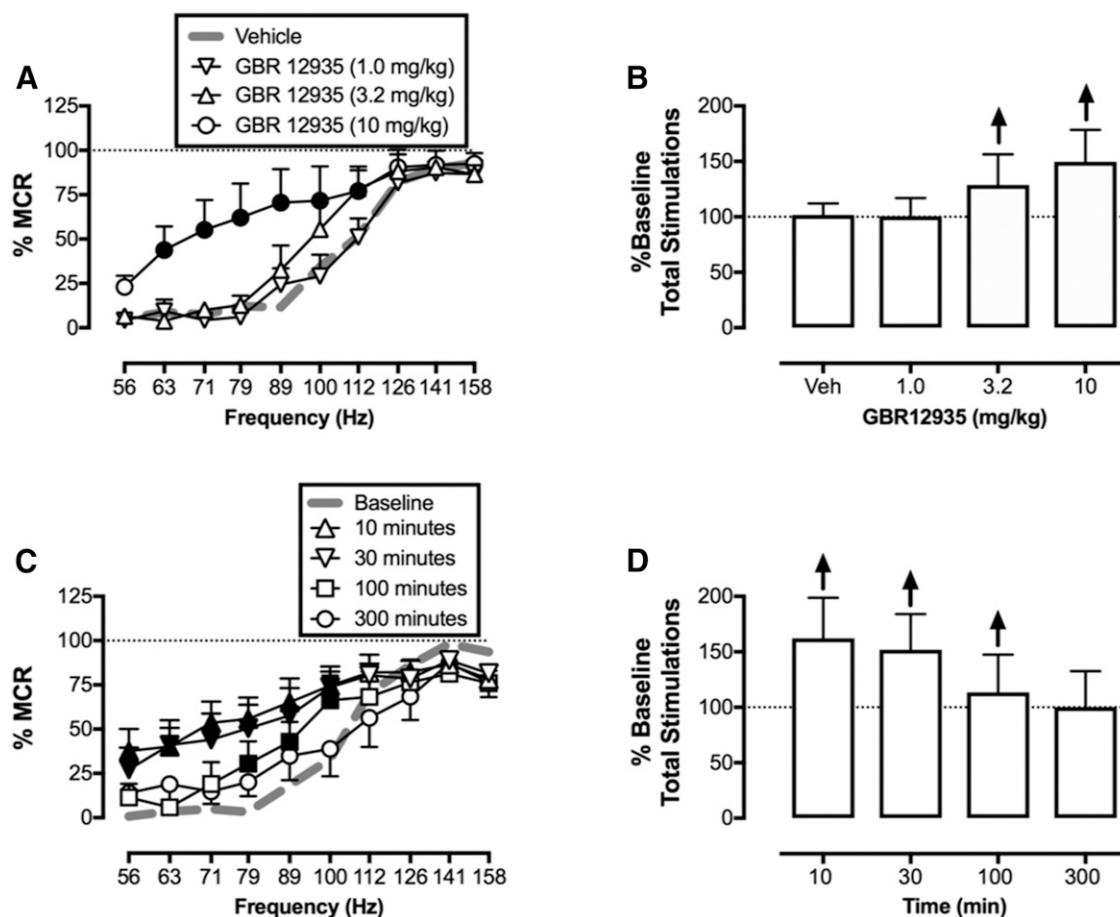 A
Vehicle
GBR 12935 (1.0 mg/kg)
GBR 12935 (3.2 mg/kg)
GBR 12935 (10 mg/kg)
125
100
75
50
25
0
% MCR
56 63 71 79 89 100 112 126 141 158
Frequency (Hz)
B
200
150
100
50
0
%Baseline
Total Stimulations
Veh 1.0 3.2 10
GBR12935 (mg/kg)
C
Baseline
10 minutes
30 minutes
100 minutes
300 minutes
125
100
75
50
25
0
% MCR
56 63 71 79 89 100 112 126 141 158
Frequency (Hz)
D
200
150
100
50
0
% Baseline
Total Stimulations
10 30 100 300
Time (min)